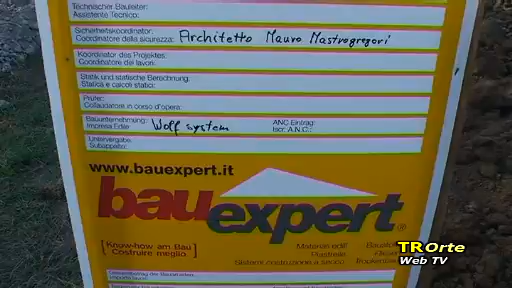 Technischer Bauleiter:
Assistente Tecnico:
Sicherheitskoordinator:
Coordinatore della sicurezza: Architetto Mauro Mastrogregori
Koordinator des Projektes:
Coordinatore dei lavori:
Statik und statische Berechnung:
Statica e calcoli statici:
Prüfer:
Collaudatore in corso d'opera:
Bauunternehmung: Wolf system ANC Eintrag:
Impresa Edile: Iscr. A.N.C.:
Untervergabe:
Subappalto:
www.bauexpert.it
bauexpert®
[Know-how am Bau
Costruire meglio]
Materiali edili
Piastrelle
Sistemi costruzione a secco
TROrte
Web TV